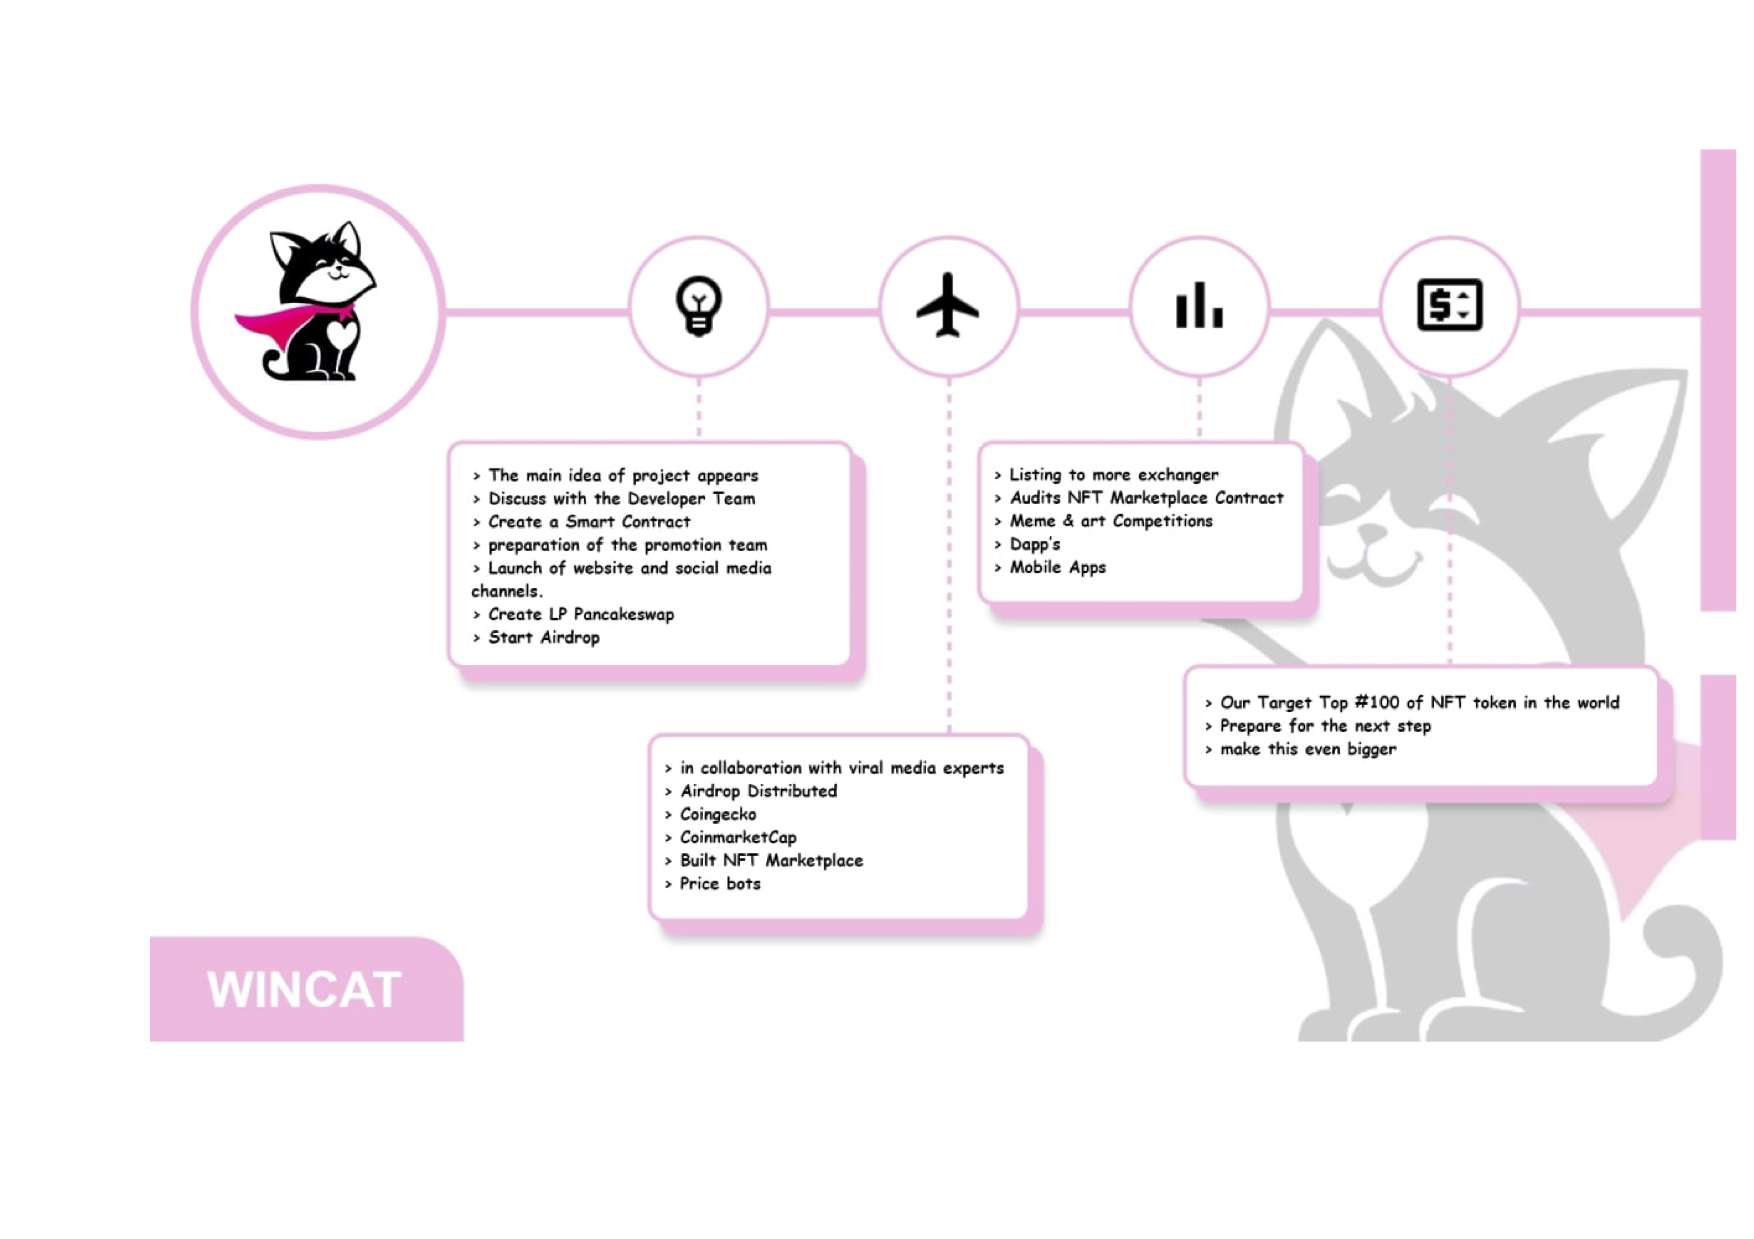 > The main idea of project appears
> Discuss with the Developer Team
> Create a Smart Contract
> preparation of the promotion team
> Launch of website and social media
channels.
> Create LP Pancakeswap
> Start Airdrop
> in collaboration with viral media experts
> Airdrop Distributed
> Coingecko
> CoinmarketCap
> Built NFT Marketplace
> Price bots
> Listing to more exchanger
> Audits NFT Marketplace Contract
> Meme & art Competitions
> Dapp's
> Mobile Apps
> Our Target Top #100 of NFT token in the world
> Prepare for the next step
> make this even bigger
WINCAT